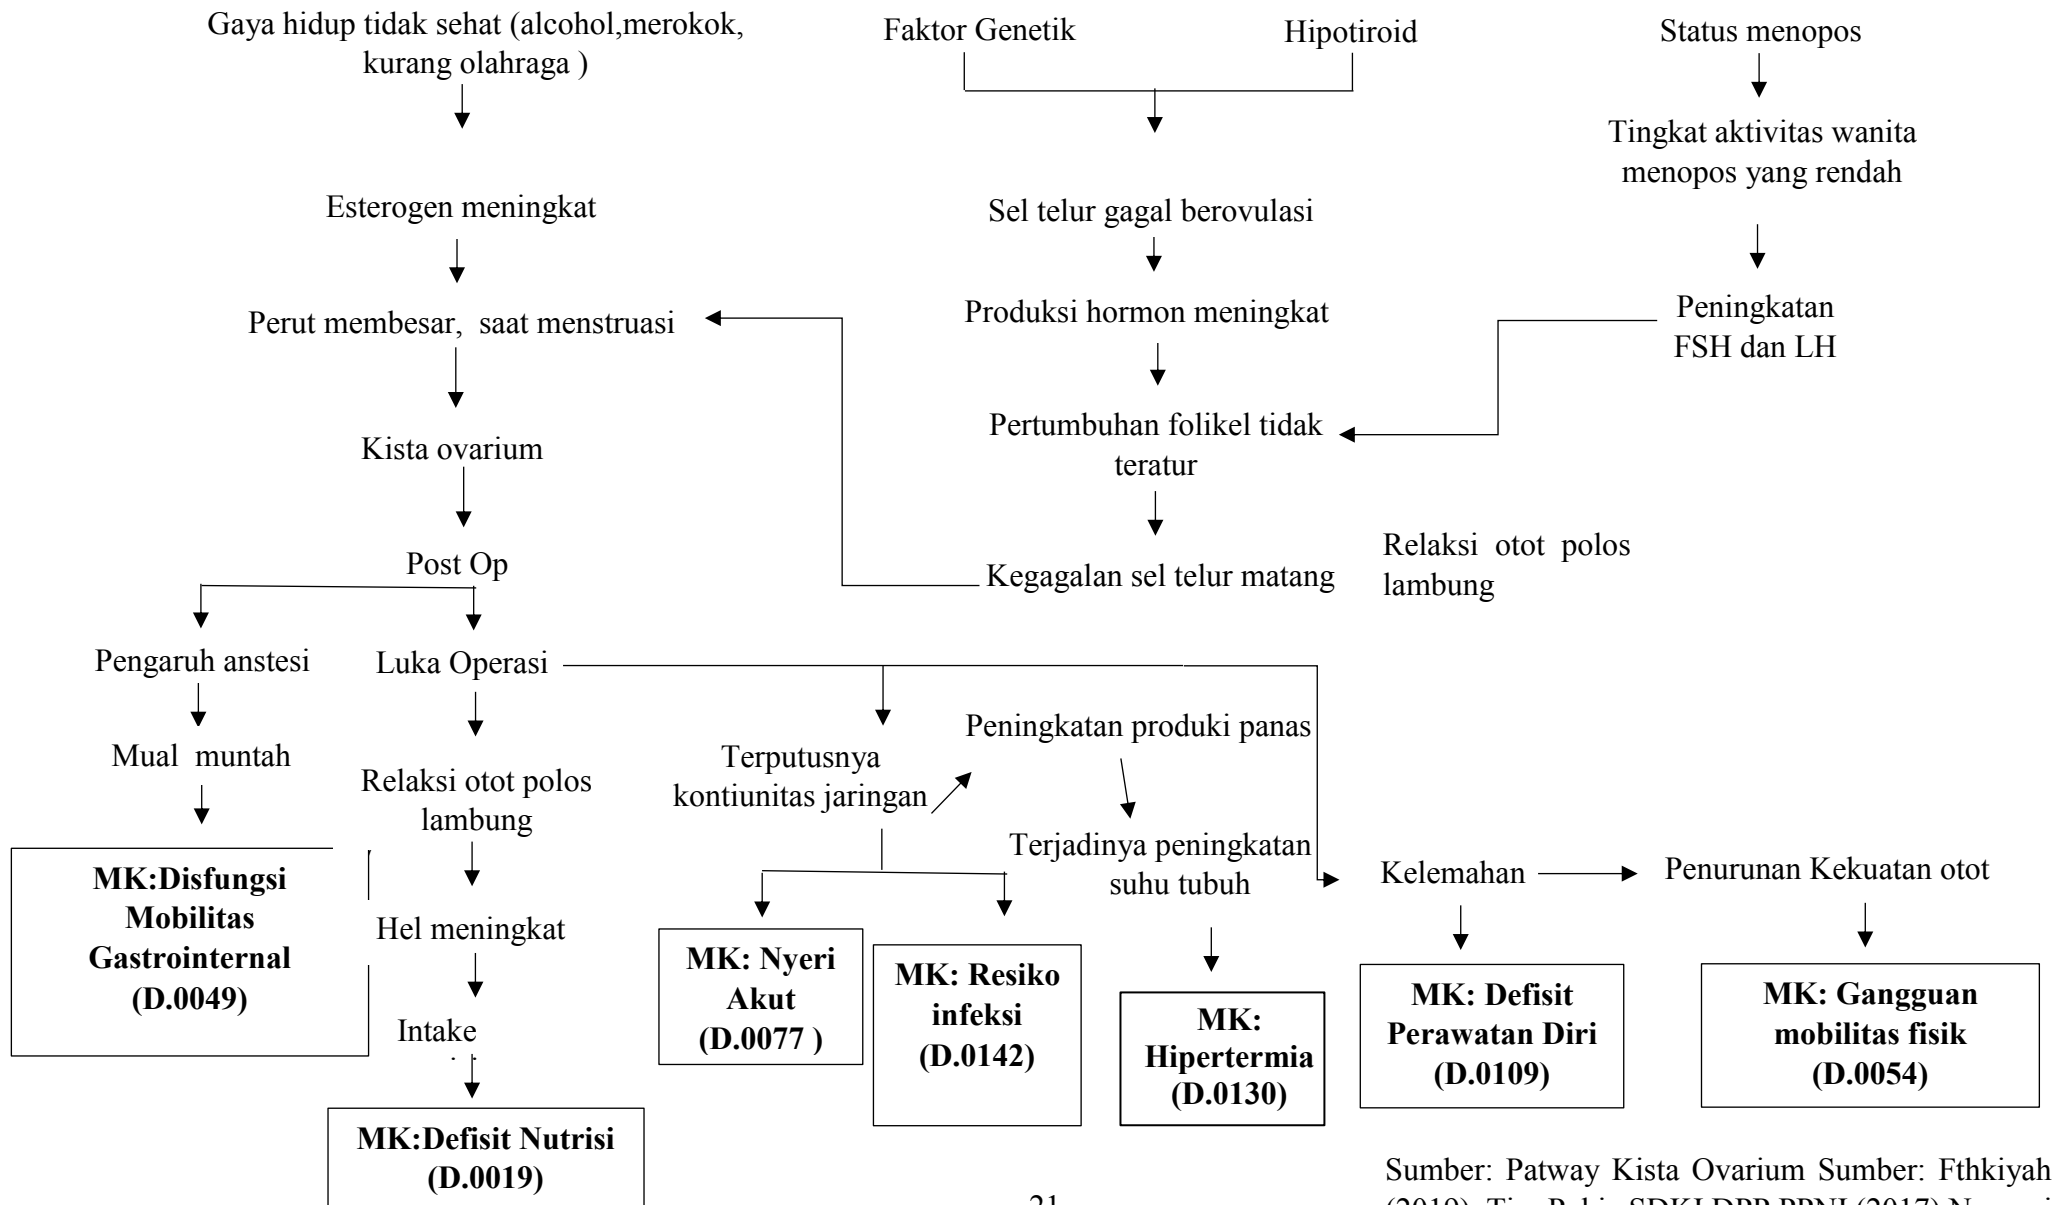 Gaya hidup tidak sehat (alcohol,merokok,
kurang olahraga )
Faktor Genetik
Hipotiroid
Status menopos
Tingkat aktivitas wanita
menopos yang rendah
Esterogen meningkat
Sel telur gagal berovulasi
Perut membesar, saat menstruasi
Produksi hormon meningkat
Peningkatan
FSH dan LH
Kista ovarium
Pertumbuhan folikel tidak
teratur
Post Op
Kegagalan sel telur matang
Relaksi otot polos
lambung
Pengaruh anstesi
Luka Operasi
Mual muntah
Relaksi otot polos
lambung
Terputusnya
kontiunitas jaringan
Peningkatan produki panas
Terjadinya peningkatan
suhu tubuh
Kelemahan
Penurunan Kekuatan otot
MK:Disfungsi
Mobilitas
Gastrointernal
(D.0049)
Hel meningkat
Intake
MK:Defisit Nutrisi
(D.0019)
MK: Nyeri
Akut
(D.0077 )
MK: Resiko
infeksi
(D.0142)
MK:
Hipertermia
(D.0130)
MK: Defisit
Perawatan Diri
(D.0109)
MK: Gangguan
mobilitas fisik
(D.0054)
Sumber: Patway Kista Ovarium Sumber: Fthkiyah